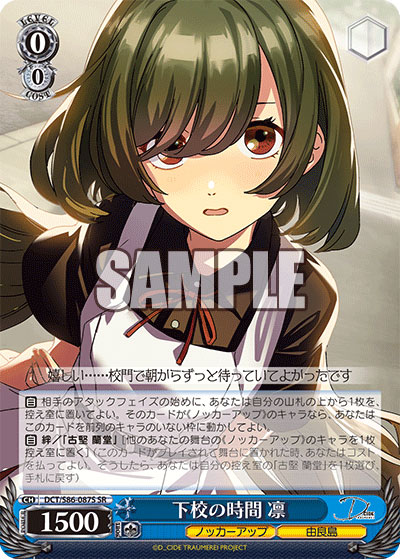 LEVEL
0
0
COST
SAMPLE
嬉しい……校門で朝からずっと待っていてよかったです
自 相手のアタックフェイズの始めに、あなたは自分の山札の上から1枚を、
控え室に置いてよい。そのカードが《ノッカーアップ》のキャラなら、あなたは
このカードを前列のキャラのいない枠に動かしてよい。
自 絆/「古堅 蘭堂」 [他のあなたの舞台の《ノッカーアップ》のキャラを1枚
控え室に置く] (このカードがプレイされて舞台に置かれた時、あなたはコスト
を払ってよい。そうしたら、あなたは自分の控え室の「古堅 蘭堂」を1枚選び、
手札に戻す)
CH DCT/S86-087S SR
1500
下校の時間 凛
ノッカーアップ
由良島
©D_CIDE TRAUMEREI PROJECT